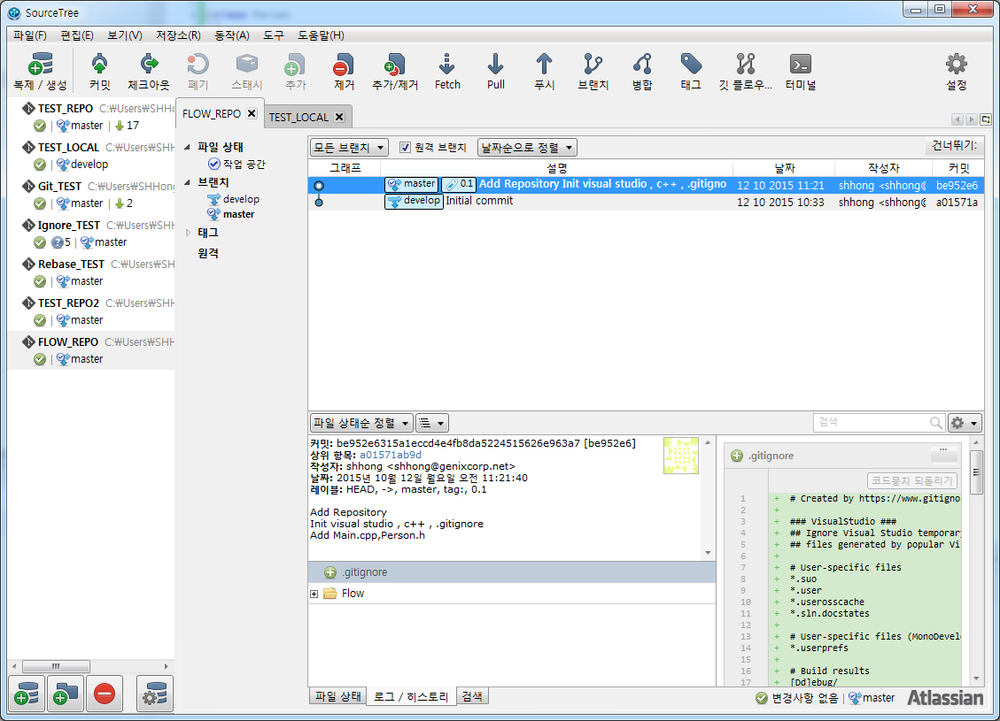 SourceTree
파일(F) 편집(E) 보기(V) 저장소(R) 동작(A) 도구 도움말(H)
복제 / 생성 커밋 체크아웃 폐기 스태시 추가 제거 추가/제거 Fetch Pull 푸시 브랜치 병합 태그 깃 플로우... 터미널 설정
TEST_REPO C:₩Users₩SHHo
master 17
TEST_LOCAL C:₩Users₩SHH
develop
Git_TEST C:₩Users₩SHHong
master 2
Ignore_TEST C:₩Users₩SHH
5 master
Rebase_TEST C:₩Users₩SH
master
TEST_REPO2 C:₩Users₩SHH
master
FLOW_REPO C:₩Users₩SHH
master
FLOW_REPO TEST_LOCAL
파일 상태
작업 공간
브랜치
develop
master
태그
원격
모든 브랜치 원격 브랜치 날짜순으로 정렬 건너뛰기:
그래프 설명 날짜 작성자 커밋
master 0.1 Add Repository Init visual studio , c++ , .gitigno 12 10 2015 11:21 shhong <shhong@ be952e6
develop Initial commit 12 10 2015 10:33 shhong <shhong@ a01571a
파일 상태순 정렬 검색
커밋: be952e6315a1eccd4e4fb8da5224515626e963a7 [be952e6]
상위 항목: a01571ab9d
작성자: shhong <shhong@genixcorp.net>
날짜: 2015년 10월 12일 월요일 오전 11:21:40
레이블: HEAD, ->, master, tag:, 0.1
Add Repository
Init visual studio , c++ , .gitignore
Add Main.cpp,Person.h
.gitignore
Flow
.gitignore ...
코드뭉치 되돌리기
1 + # Created by https://www.gitigno
2 +
3 + ### VisualStudio ###
4 + ## Ignore Visual Studio temporar
5 + ## files generated by popular Vi
6 +
7 + # User-specific files
8 + *.suo
9 + *.user
10 + *.userosscache
11 + *.sln.docstates
12 +
13 + # User-specific files (MonoDevel
14 + *.userprefs
15 +
16 + # Build results
17 + [Dd]ebug/
파일 상태 로그 / 히스토리 검색
변경사항 없음 master Atlassian